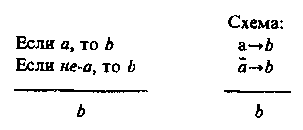 Схема:
Если а, то b a→b
Если не-а, то b ā→b
b b